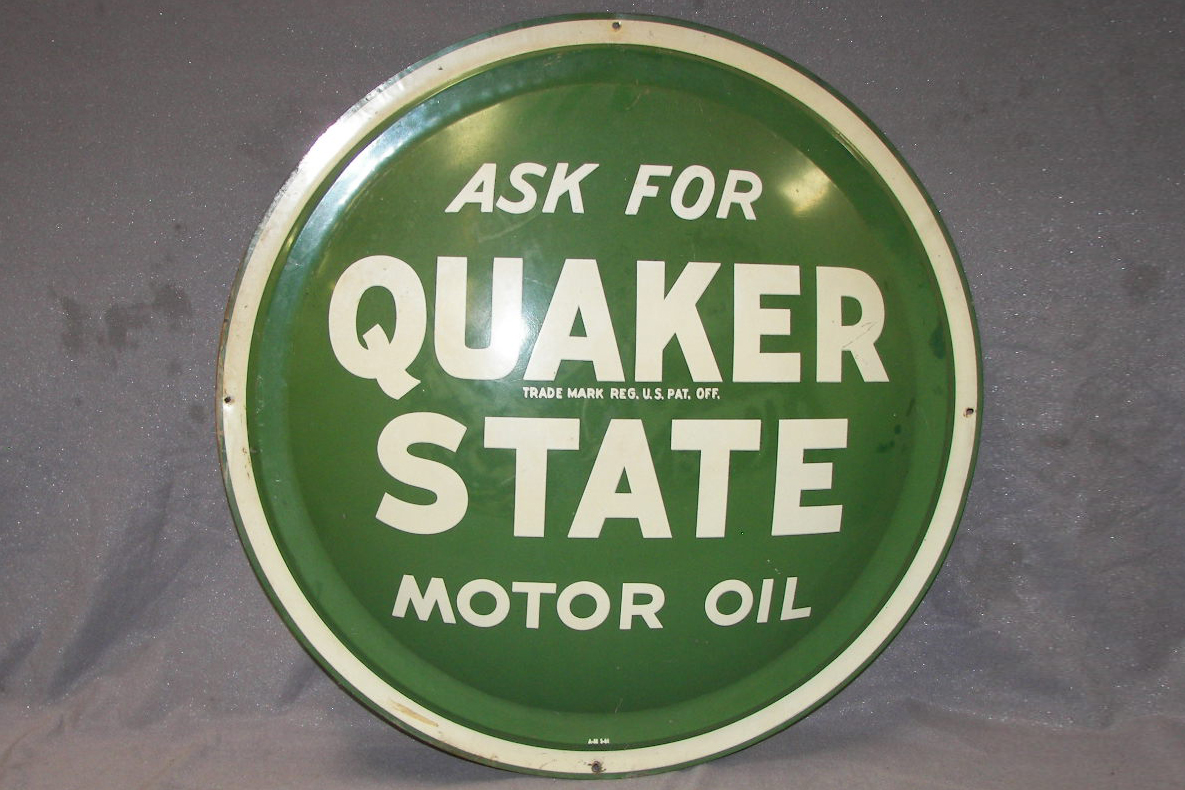 ASK FOR
QUAKER
TRADE MARK REG. U.S. PAT. OFF.
STATE
MOTOR OIL